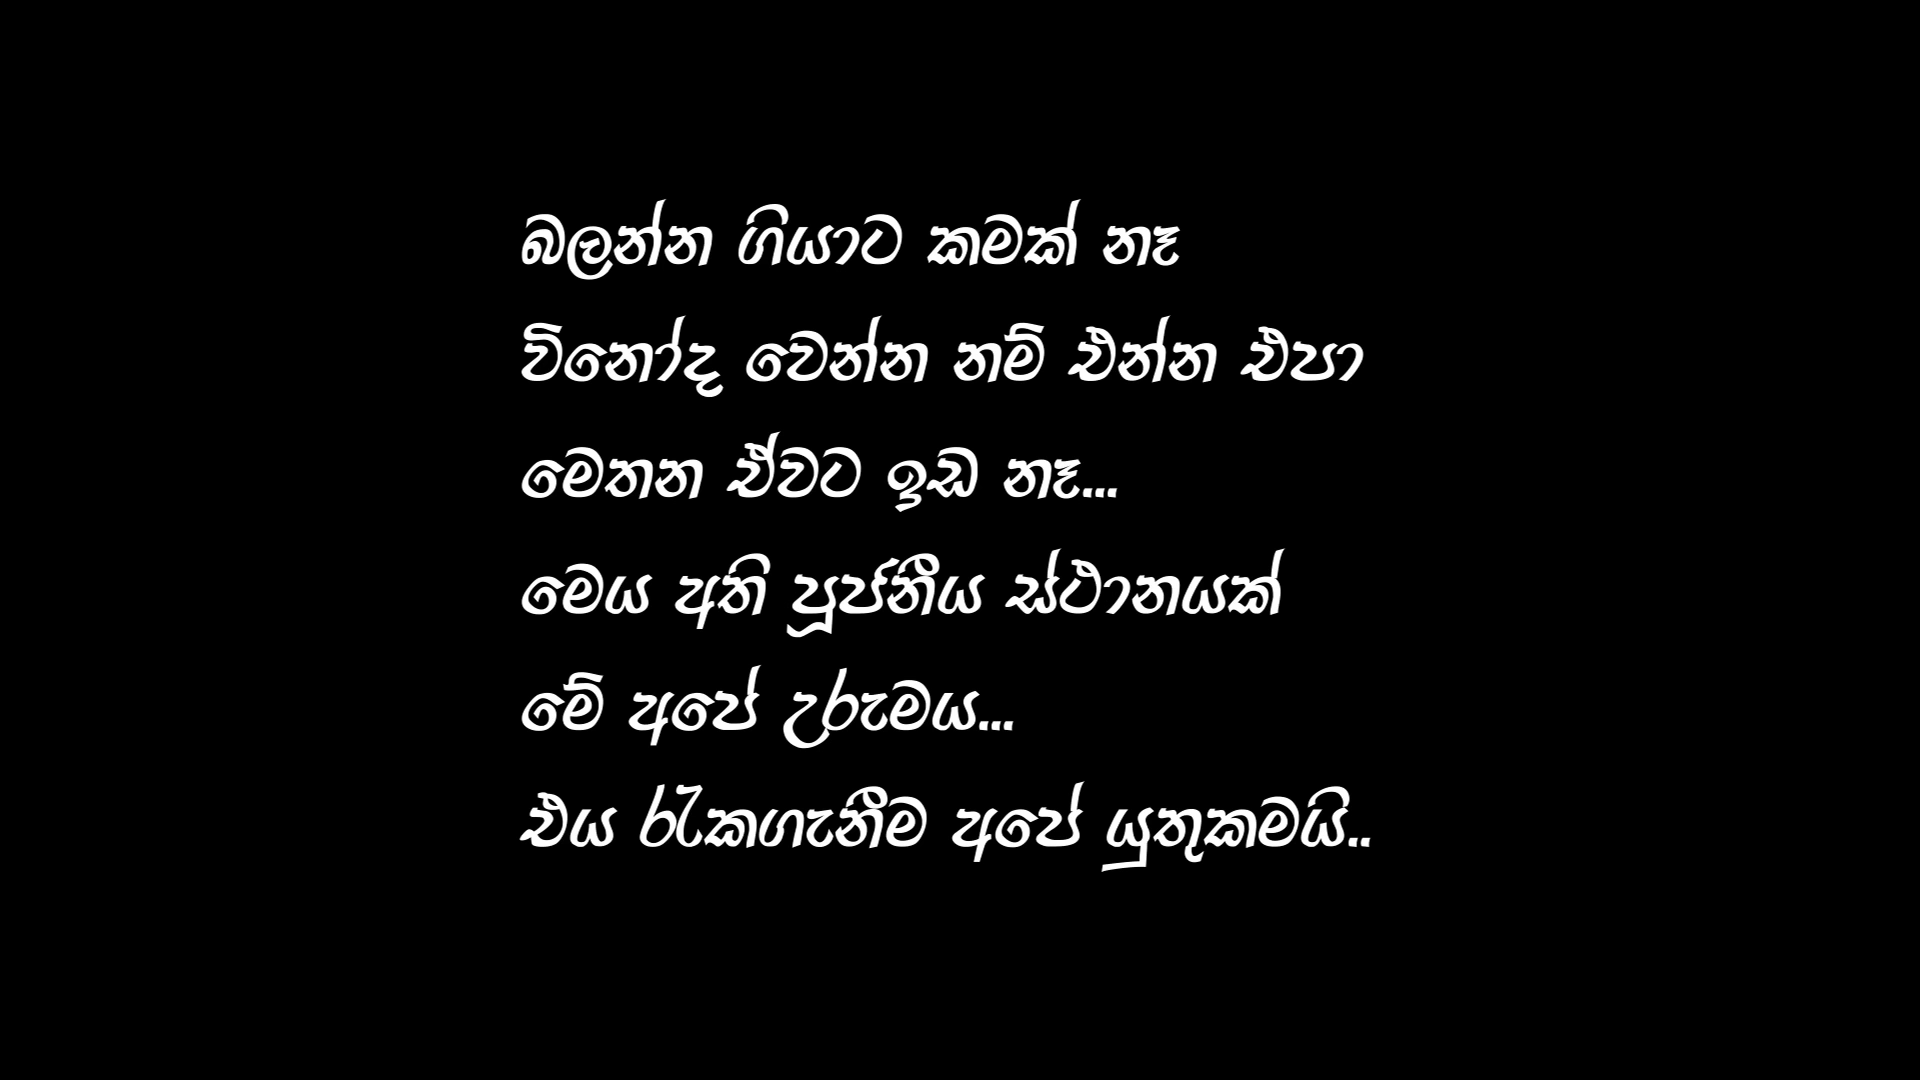 බලන්න ගියාට කමක් නෑ
විනෝද වෙන්න නම් එන්න එපා
මෙතන ඒවට ඉඩ නෑ...
මෙය අති පූජනීය ස්ථානයක්
මේ අපේ උරුමය...
එය රැකගැනීම අපේ යුතුකමයි..